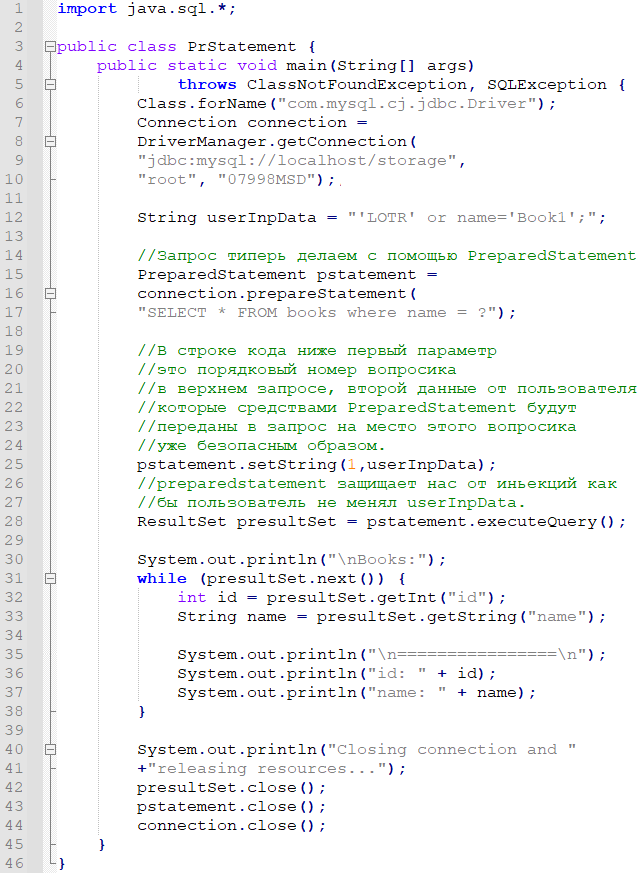 1 import java.sql.*;
2
3 public class PrStatement {
4 public static void main(String[] args)
5 throws ClassNotFoundException, SQLException {
6 Class.forName("com.mysql.cj.jdbc.Driver");
7 Connection connection =
8 DriverManager.getConnection(
9 "jdbc:mysql://localhost/storage",
10 "root", "07998MSD");
11
12 String userInpData = "'LOTR' or name='Book1';";
13
14 //Запрос типерь делаем с помощью PreparedStatement
15 PreparedStatement pstatement =
16 connection.prepareStatement(
17 "SELECT * FROM books where name = ?");
18
19 //В строке кода ниже первый параметр
20 //это порядковый номер вопросика
21 //в верхнем запросе, второй данные от пользователя
22 //которые средствами PreparedStatement будут
23 //переданы в запрос на место этого вопросика
24 //уже безопасным образом.
25 pstatement.setString(1,userInpData);
26 //preparedstatement защищает нас от иньекций как
27 //бы пользователь не менял userInpData.
28 ResultSet presultSet = pstatement.executeQuery();
29
30 System.out.println("\nBooks:");
31 while (presultSet.next()) {
32 int id = presultSet.getInt("id");
33 String name = presultSet.getString("name");
34
35 System.out.println("\n================\n");
36 System.out.println("id: " + id);
37 System.out.println("name: " + name);
38 }
39
40 System.out.println("Closing connection and "
41 +"releasing resources...");
42 presultSet.close();
43 pstatement.close();
44 connection.close();
45 }
46 }